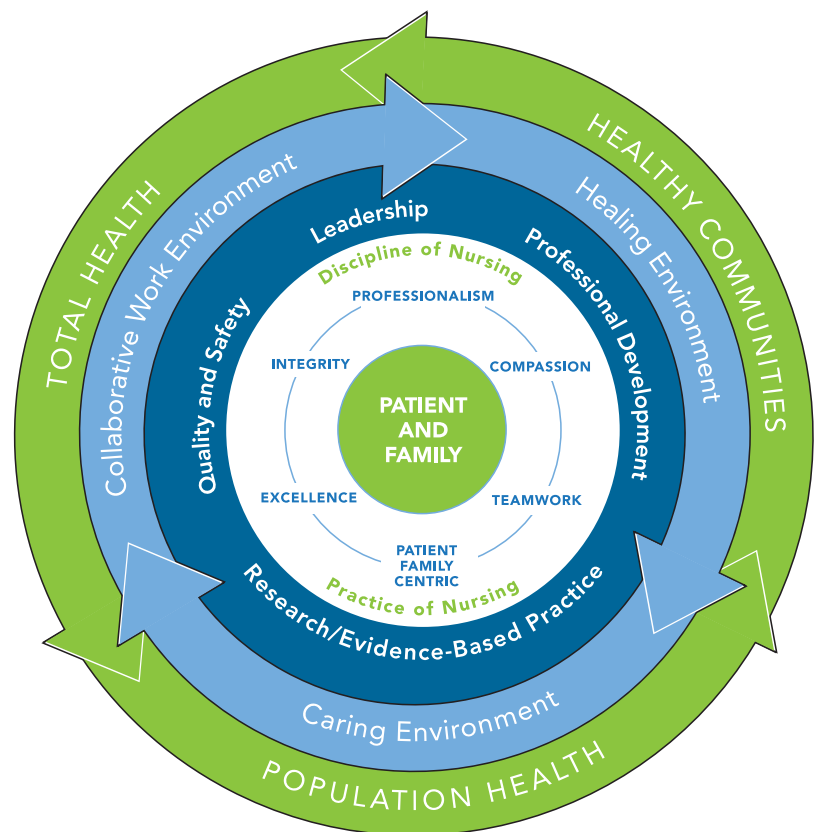 TOTAL HEALTH
HEALTHY COMMUNITIES
POPULATION HEALTH
Collaborative Work Environment
Healing Environment
Caring Environment
Leadership
Professional Development
Quality and Safety
Research/Evidence-Based Practice
Discipline of Nursing
PROFESSIONALISM
INTEGRITY
COMPASSION
PATIENT
AND
FAMILY
EXCELLENCE
TEAMWORK
PATIENT
FAMILY
CENTRIC
Practice of Nursing